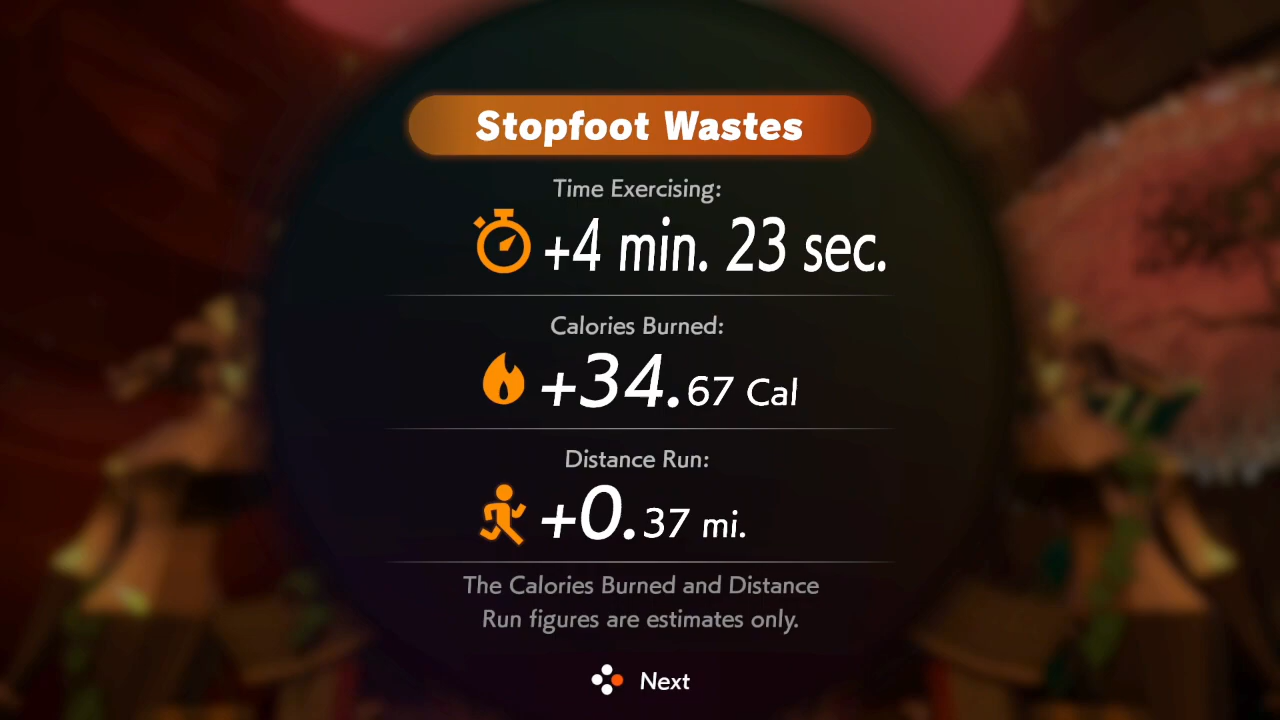 Stopfoot Wastes
Time Exercising:
+4 min. 23 sec.
Calories Burned:
+34.67 Cal
Distance Run:
+0.37 mi.
The Calories Burned and Distance
Run figures are estimates only.
Next